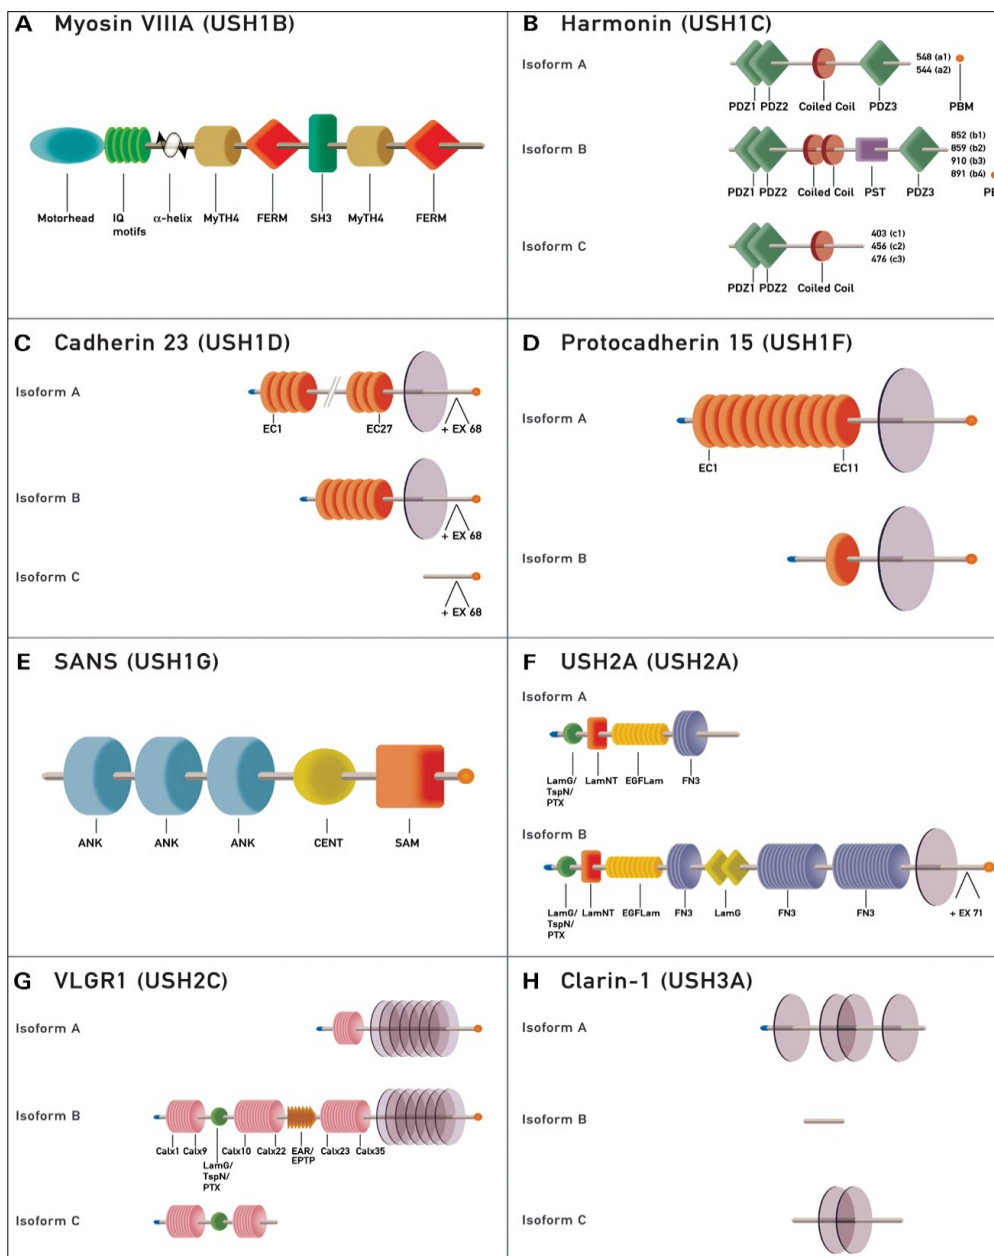 A Myosin VIIIA (USH1B)
Motorhead
IQ motifs
α-helix
MyTH4
FERM
SH3
MyTH4
FERM
B Harmonin (USH1C)
Isoform A
548 (a1)
544 (a2)
PDZ1 PDZ2 Coiled Coil PDZ3 PBM
Isoform B
852 (b1)
859 (b2)
910 (b3)
891 (b4)
PDZ1 PDZ2 Coiled Coil PST PDZ3
Isoform C
403 (c1)
456 (c2)
476 (c3)
PDZ1 PDZ2 Coiled Coil
C Cadherin 23 (USH1D)
Isoform A
EC1 EC27 + EX 68
Isoform B
+ EX 68
Isoform C
+ EX 68
D Protocadherin 15 (USH1F)
Isoform A
EC1 EC11
Isoform B
E SANS (USH1G)
ANK ANK ANK CENT SAM
F USH2A (USH2A)
Isoform A
LamG/
TspN/
PTX
LamNT EGFLam FN3
Isoform B
LamG/
TspN/
PTX
LamNT EGFLam FN3 LamG FN3 FN3 + EX 71
G VLGR1 (USH2C)
Isoform A
Isoform B
Calx1 Calx9
LamG/
TspN/
PTX
Calx10 Calx22
EAR/
EPTP
Calx23 Calx35
Isoform C
H Clarin-1 (USH3A)
Isoform A
Isoform B
Isoform C